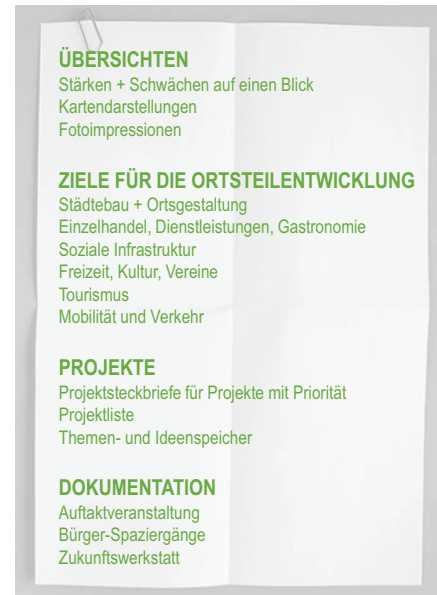 ÜBERSICHTEN
Stärken + Schwächen auf einen Blick
Kartendarstellungen
Fotoimpressionen
ZIELE FÜR DIE ORTSTEILENTWICKLUNG
Städtebau + Ortsgestaltung
Einzelhandel, Dienstleistungen, Gastronomie
Soziale Infrastruktur
Freizeit, Kultur, Vereine
Tourismus
Mobilität und Verkehr
PROJEKTE
Projektsteckbriefe für Projekte mit Priorität
Projektliste
Themen- und Ideenspeicher
DOKUMENTATION
Auftaktveranstaltung
Bürger-Spaziergänge
Zukunftswerkstatt